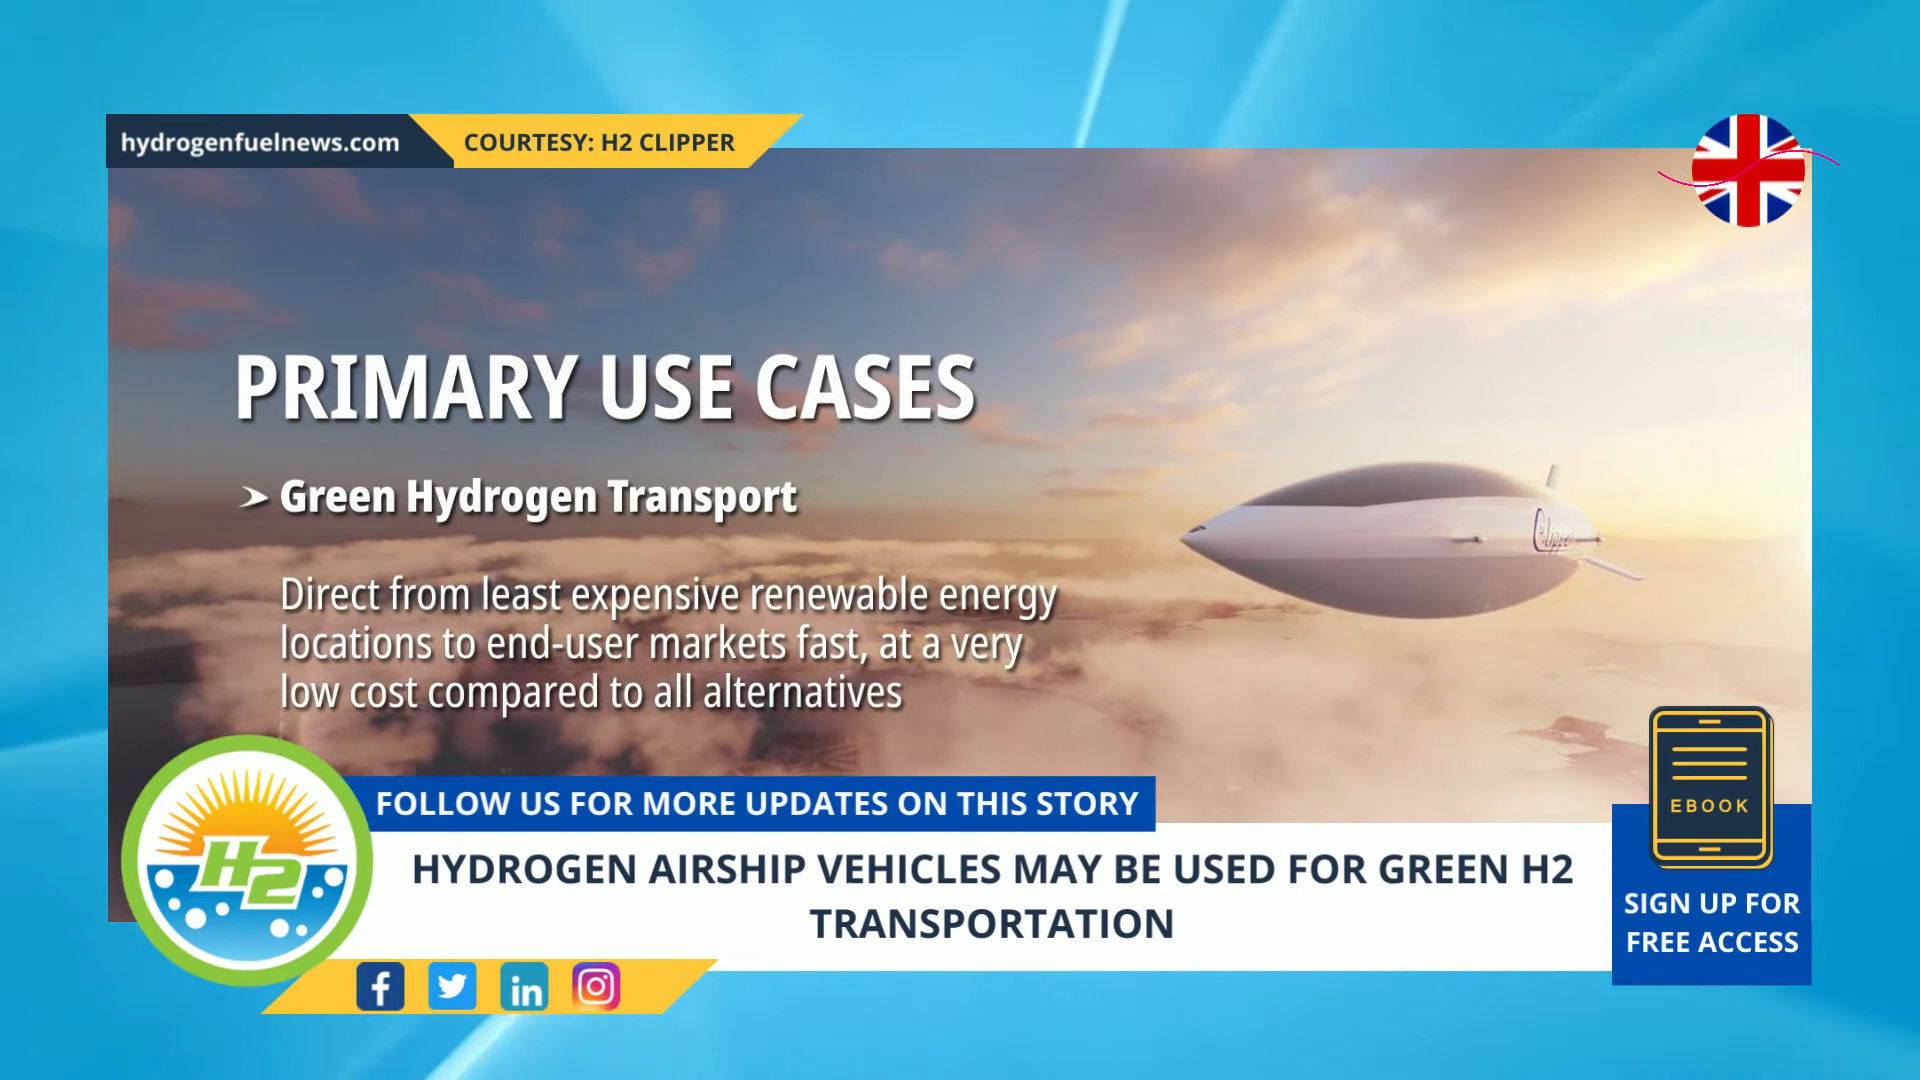 hydrogenfuelnews.com
COURTESY: H2 CLIPPER
PRIMARY USE CASES
➢ Green Hydrogen Transport
Direct from least expensive renewable energy
locations to end-user markets fast, at a very
low cost compared to all alternatives
Clipper
FOLLOW US FOR MORE UPDATES ON THIS STORY
H2
HYDROGEN AIRSHIP VEHICLES MAY BE USED FOR GREEN H2
TRANSPORTATION
EBOOK
SIGN UP FOR
FREE ACCESS